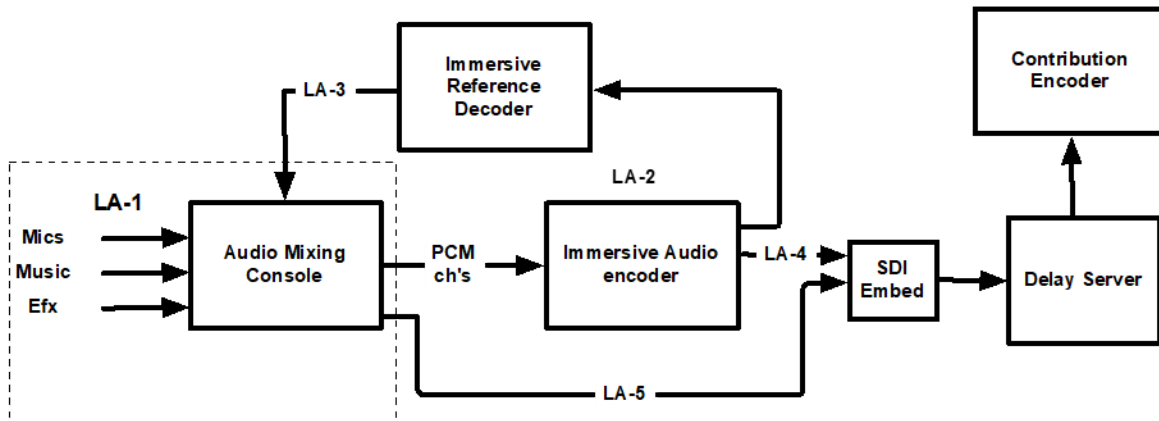 Immersive
Reference
Decoder
Contribution
Encoder
LA-3
LA-2
LA-1
Mics
Music
Efx
Audio Mixing
Console
PCM
ch's
Immersive Audio
encoder
LA-4
SDI
Embed
Delay Server
LA-5